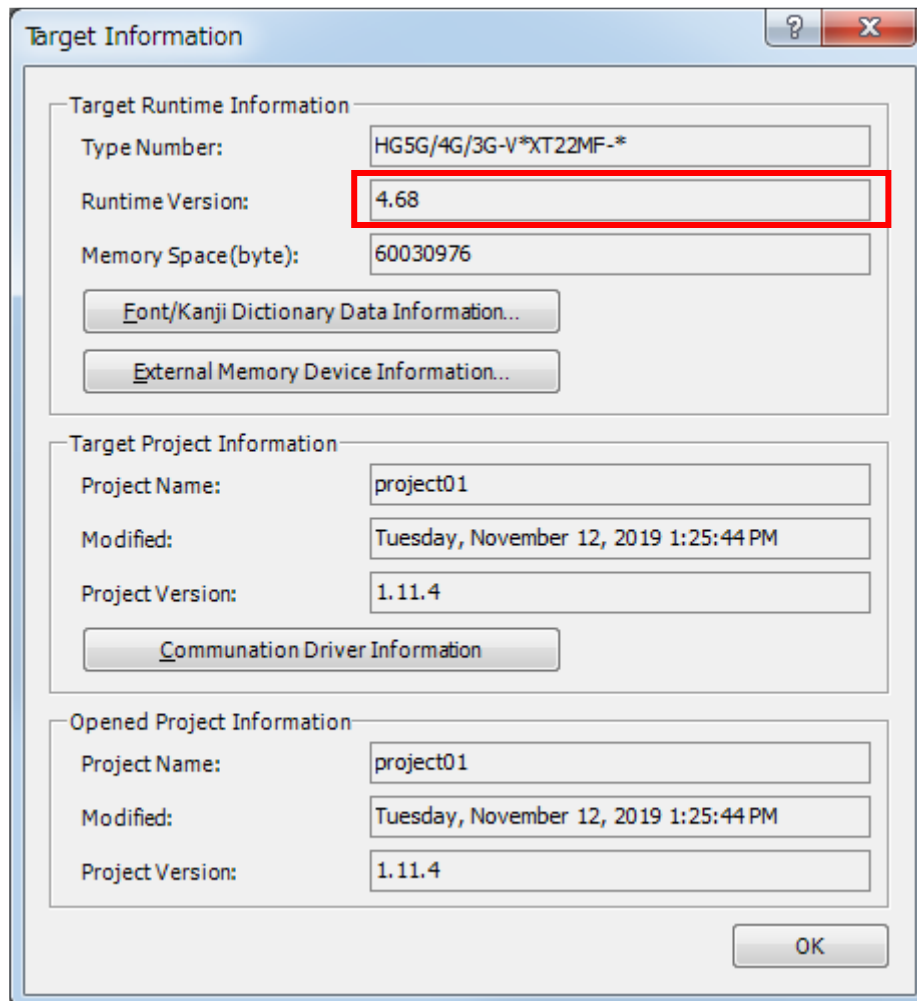 Target Information
Target Runtime Information
Type Number: HG5G/4G/3G-V*XT22MF-*
Runtime Version: 4.68
Memory Space(byte): 60030976
Font/Kanji Dictionary Data Information...
External Memory Device Information...
Target Project Information
Project Name: project01
Modified: Tuesday, November 12, 2019 1:25:44 PM
Project Version: 1.11.4
Communation Driver Information
Opened Project Information
Project Name: project01
Modified: Tuesday, November 12, 2019 1:25:44 PM
Project Version: 1.11.4
OK